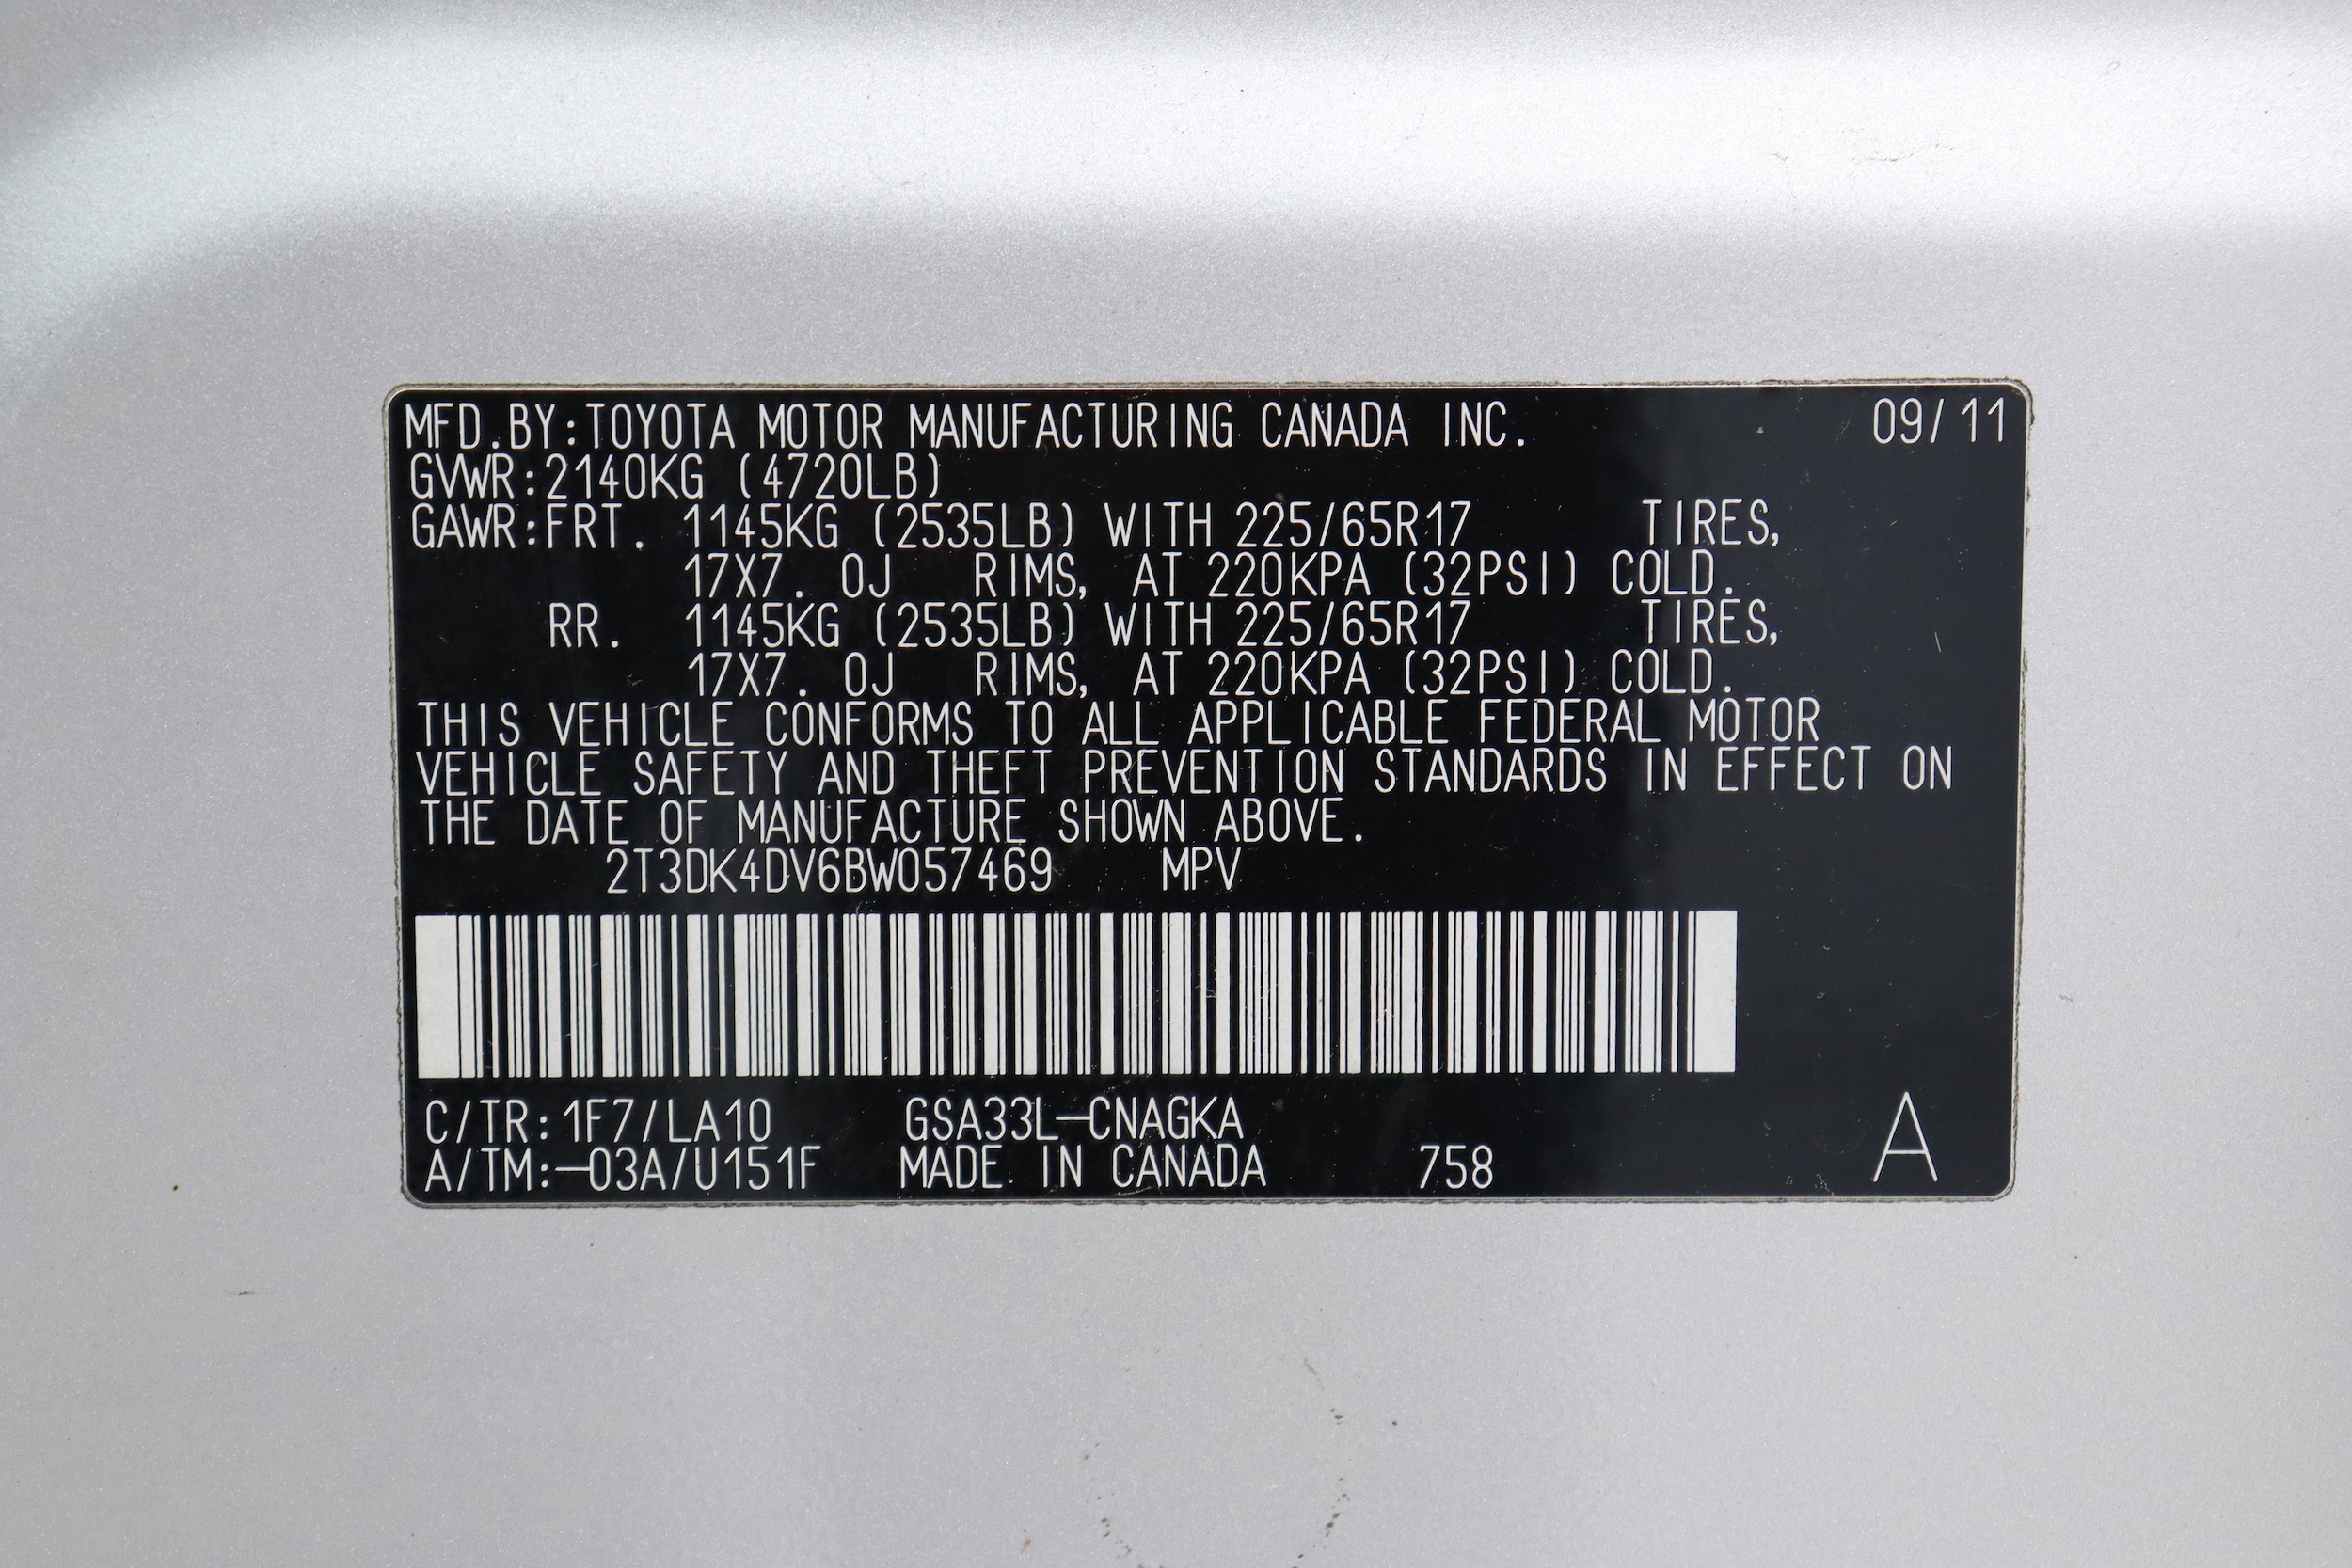 MFD.BY:TOYOTA MOTOR MANUFACTURING CANADA INC. 09/11
GVWR:2140KG (4720LB)
GAWR:FRT. 1145KG (2535LB) WITH 225/65R17 TIRES,
17X7.0J RIMS, AT 220KPA (32PSI) COLD.
RR. 1145KG (2535LB) WITH 225/65R17 TIRES,
17X7.0J RIMS, AT 220KPA (32PSI) COLD.
THIS VEHICLE CONFORMS TO ALL APPLICABLE FEDERAL MOTOR
VEHICLE SAFETY AND THEFT PREVENTION STANDARDS IN EFFECT ON
THE DATE OF MANUFACTURE SHOWN ABOVE.
2T3DK4DV6BW057469 MPV
C/TR:1F7/LA10 GSA33L-CNAGKA
A/TM:-03A/U151F MADE IN CANADA 758 A